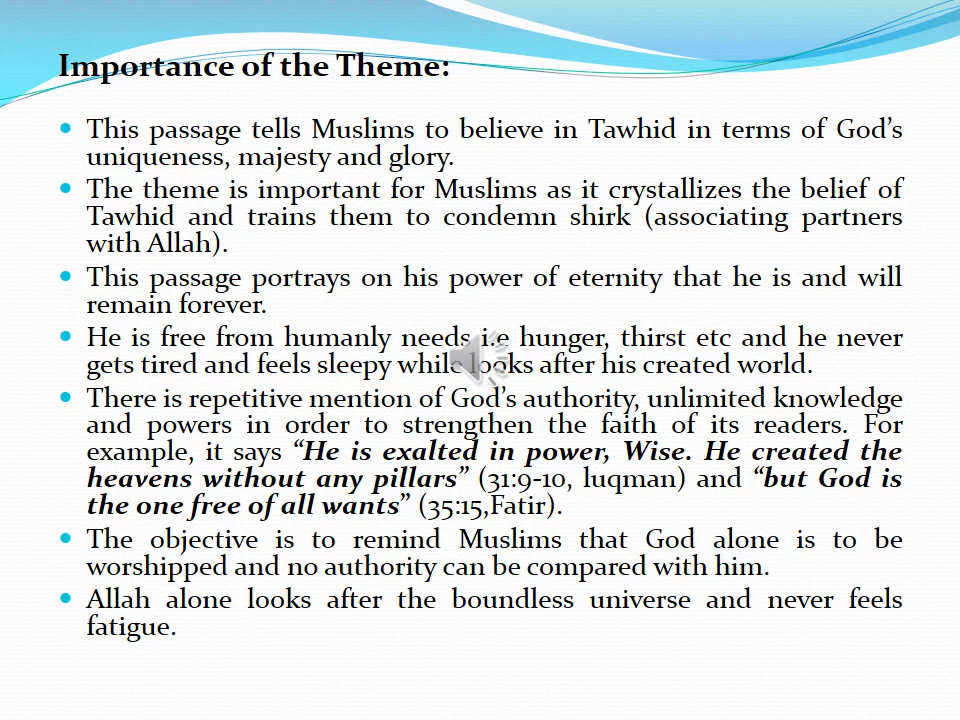 Importance of the Theme:
This passage tells Muslims to believe in Tawhid in terms of God's
uniqueness, majesty and glory.
The theme is important for Muslims as it crystallizes the belief of
Tawhid and trains them to condemn shirk (associating partners
with Allah).
This passage portrays on his power of eternity that he is and will
remain forever.
He is free from humanly needs i.e hunger, thirst etc and he never
gets tired and feels sleepy while looks after his created world.
There is repetitive mention of God's authority, unlimited knowledge
and powers in order to strengthen the faith of its readers. For
example, it says “He is exalted in power, Wise. He created the
heavens without any pillars” (31:9-10, luqman) and “but God is
the one free of all wants” (35:15,Fatir).
The objective is to remind Muslims that God alone is to be
worshipped and no authority can be compared with him.
Allah alone looks after the boundless universe and never feels
fatigue.